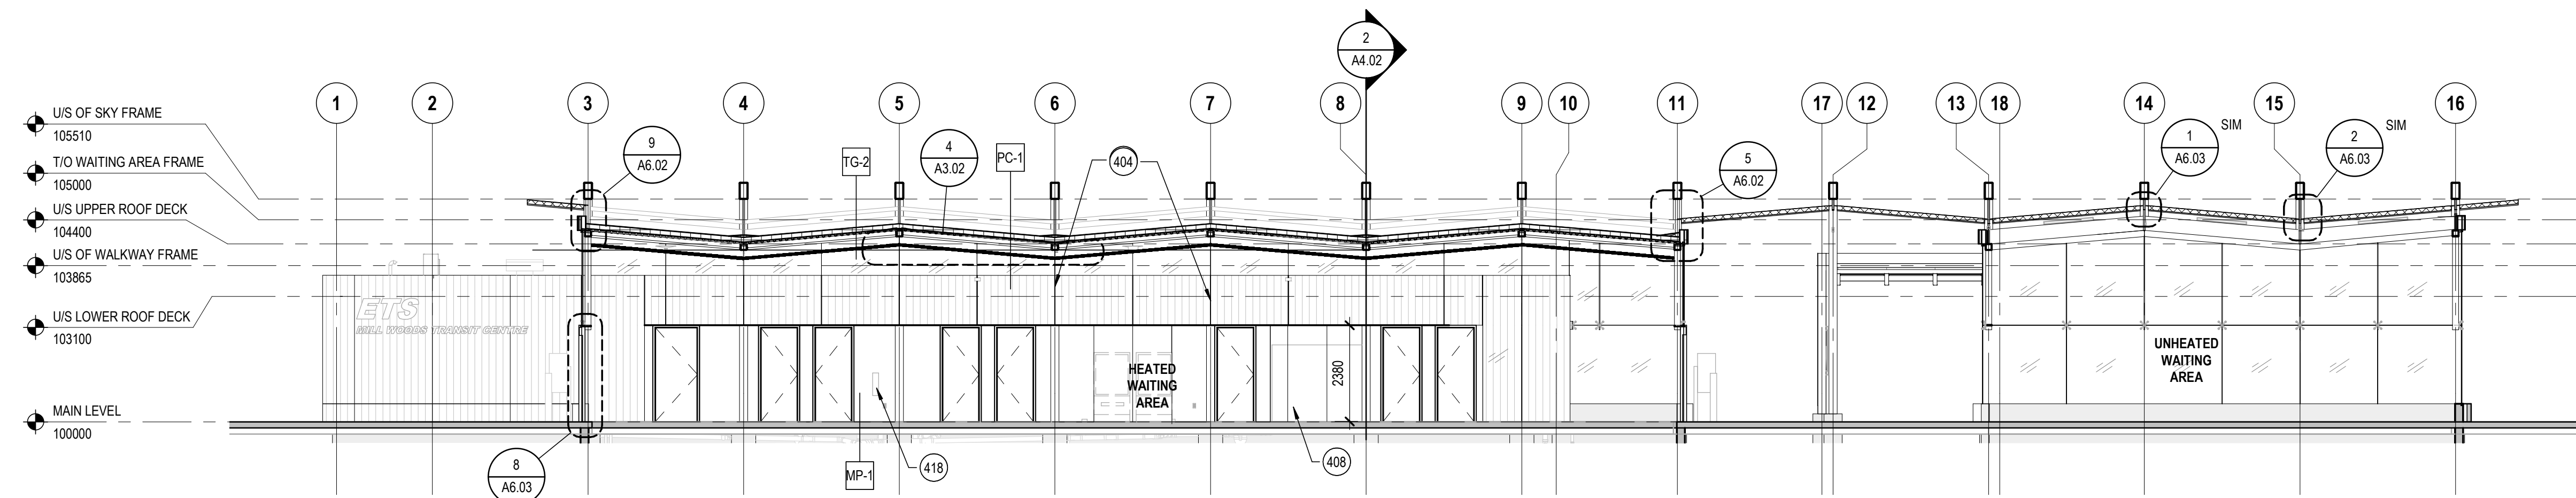 2
A4.02
1
2
3
4
5
6
7
8
9
10
11
17
12
13
18
14
15
16
U/S OF SKY FRAME
105510
T/O WAITING AREA FRAME
105000
U/S UPPER ROOF DECK
104400
U/S OF WALKWAY FRAME
103865
U/S LOWER ROOF DECK
103100
MAIN LEVEL
100000
9
A6.02
TG-2
4
A3.02
PC-1
404
5
A6.02
1
A6.03
SIM
2
A6.03
SIM
ETS
MILL WOODS TRANSIT CENTRE
HEATED
WAITING
AREA
2380
UNHEATED
WAITING
AREA
8
A6.03
MP-1
418
408